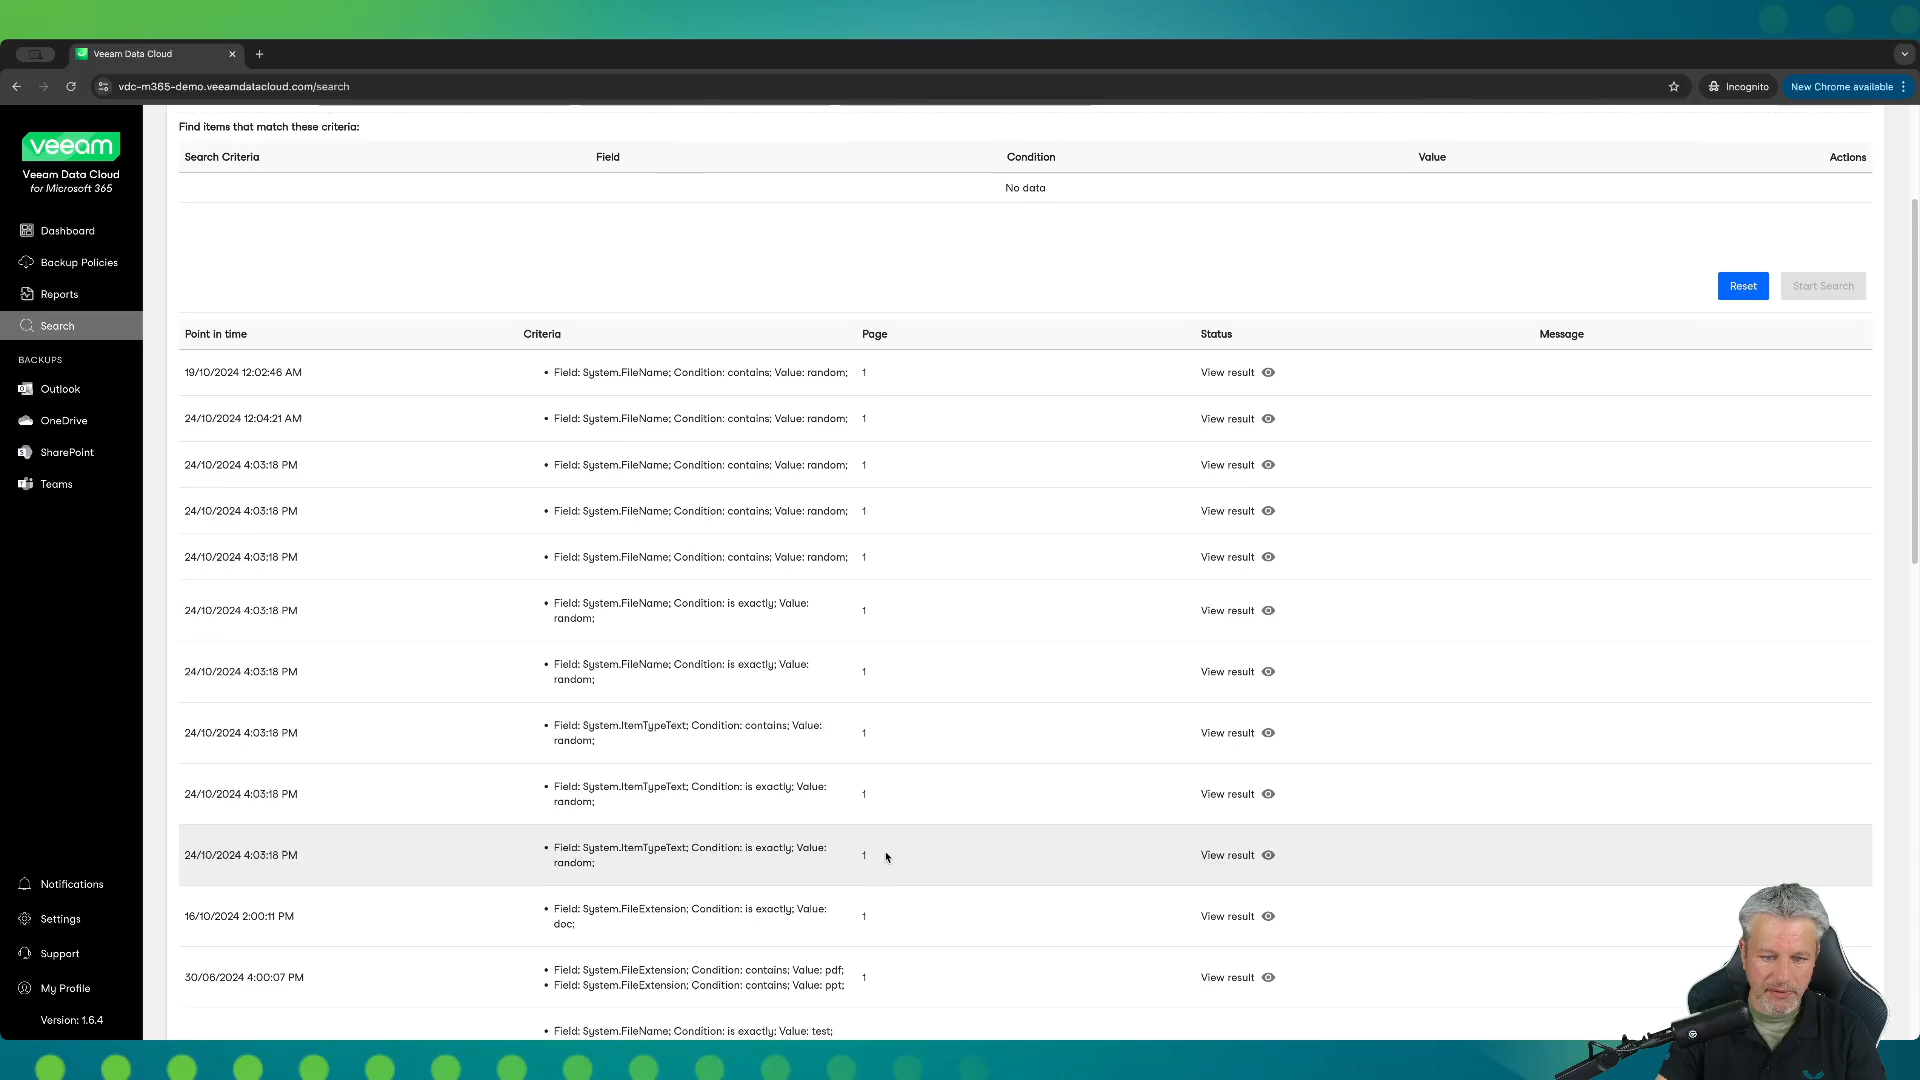 Veeam Data Cloud
vdc-m365-demo.veeamdatacloud.com/search
Incognito
New Chrome available
veeam
Veeam Data Cloud
for Microsoft 365
Dashboard
Backup Policies
Reports
Search
BACKUPS
Outlook
OneDrive
SharePoint
Teams
Notifications
Settings
Support
My Profile
Version: 1.6.4
Find items that match these criteria:
Search Criteria Field Condition Value Actions
No data
Reset Start Search
Point in time Criteria Page Status Message
19/10/2024 12:02:46 AM • Field: System.FileName; Condition: contains; Value: random; 1 View result
24/10/2024 12:04:21 AM • Field: System.FileName; Condition: contains; Value: random; 1 View result
24/10/2024 4:03:18 PM • Field: System.FileName; Condition: contains; Value: random; 1 View result
24/10/2024 4:03:18 PM • Field: System.FileName; Condition: contains; Value: random; 1 View result
24/10/2024 4:03:18 PM • Field: System.FileName; Condition: contains; Value: random; 1 View result
24/10/2024 4:03:18 PM • Field: System.FileName; Condition: is exactly; Value: 1 View result
random;
24/10/2024 4:03:18 PM • Field: System.FileName; Condition: is exactly; Value: 1 View result
random;
24/10/2024 4:03:18 PM • Field: System.ItemTypeText; Condition: contains; Value: 1 View result
random;
24/10/2024 4:03:18 PM • Field: System.ItemTypeText; Condition: is exactly; Value: 1 View result
random;
24/10/2024 4:03:18 PM • Field: System.ItemTypeText; Condition: is exactly; Value: 1 View result
random;
16/10/2024 2:00:11 PM • Field: System.FileExtension; Condition: is exactly; Value: 1 View result
doc;
30/06/2024 4:00:07 PM • Field: System.FileExtension; Condition: contains; Value: pdf; 1 View result
• Field: System.FileExtension; Condition: contains; Value: ppt;
• Field: System.FileName; Condition: is exactly; Value: test;